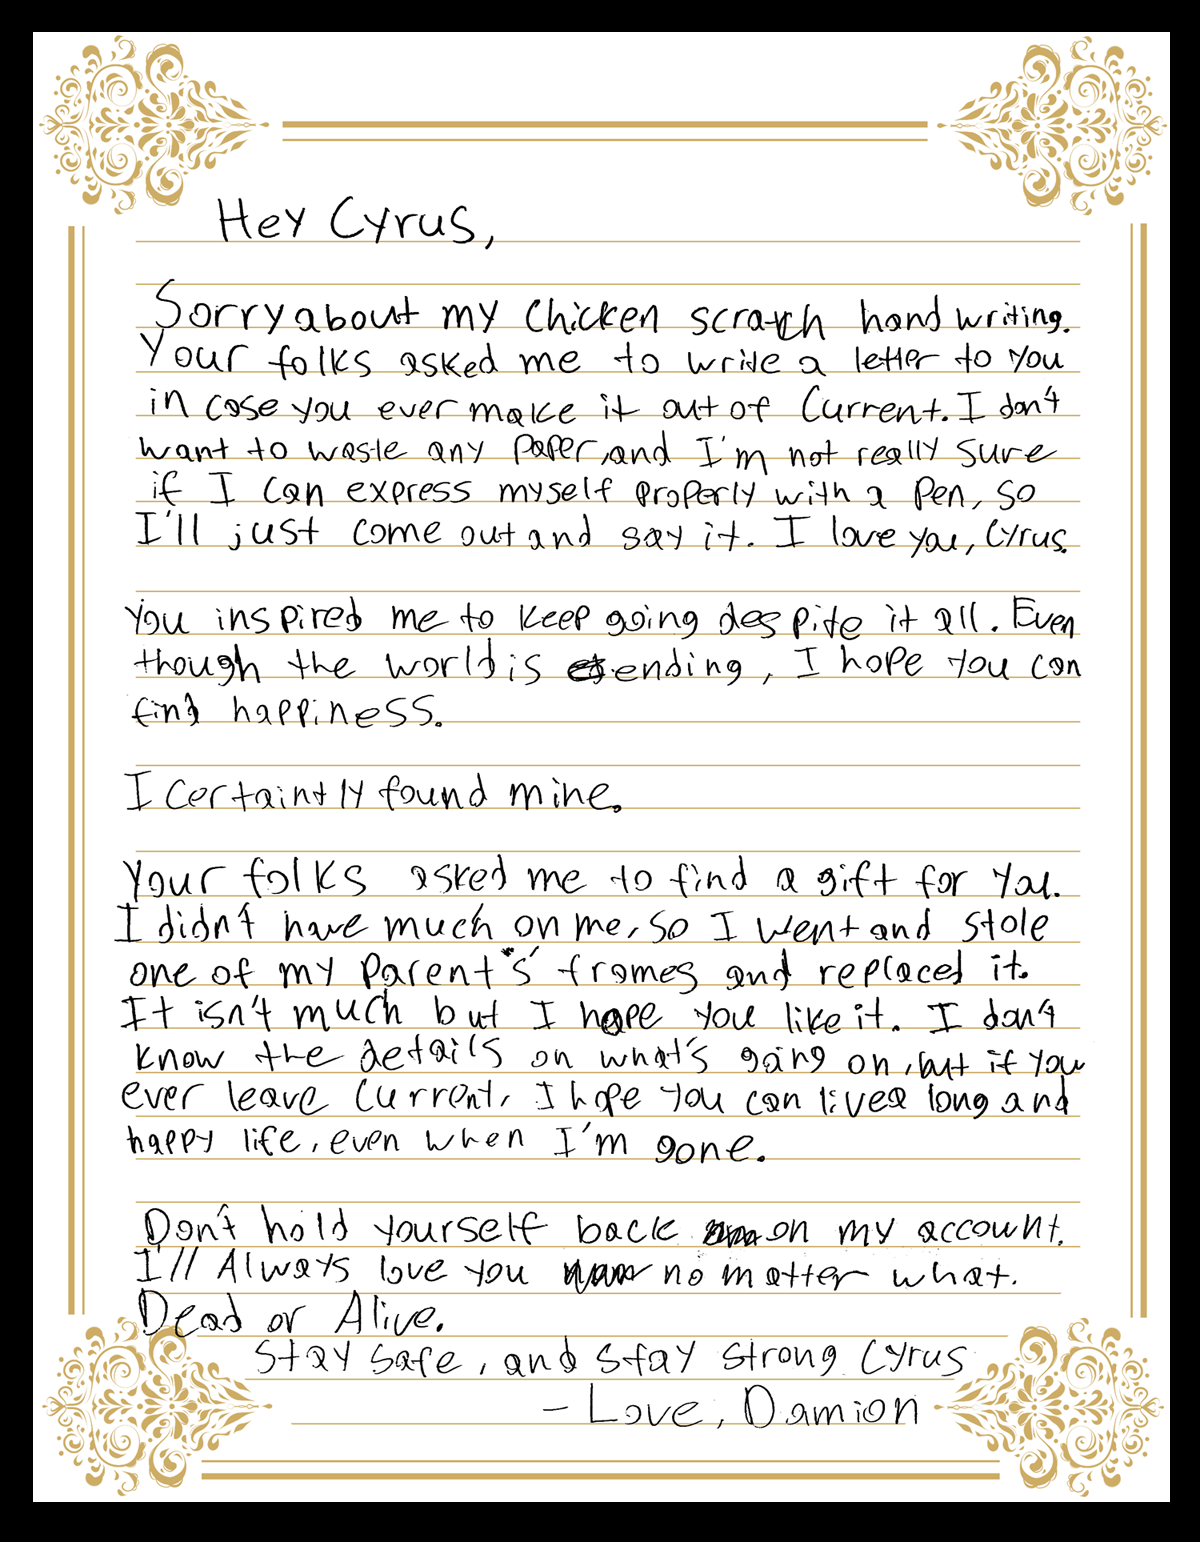 Hey Cyrus,
Sorry about my chicken scratch hand writing.
Your folks asked me to write a letter to you
in case you ever make it out of Current. I don't
want to waste any paper, and I'm not really sure
if I can express myself properly with a pen, so
I'll just come out and say it. I love you, Cyrus.
You inspired me to keep going despite it all. Even
though the world is ending, I hope you can
find happiness.
I certaintly found mine.
Your folks asked me to find a gift for you.
I didn't have much on me, so I went and stole
one of my parent's frames and replaced it.
It isn't much but I hope you like it. I don't
know the details on what's going on, but if you
ever leave Current, I hope you can live a long and
happy life, even when I'm gone.
Don't hold yourself back on my account.
I'll Always love you no matter what.
Dead or Alive.
Stay safe, and stay strong Cyrus
- Love, Damion